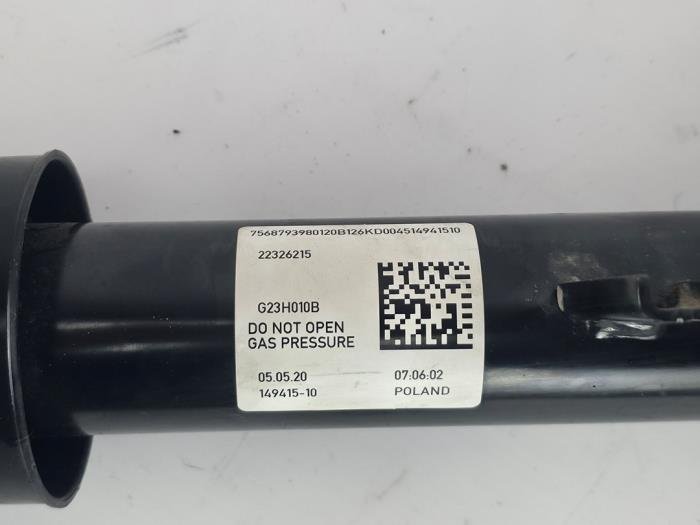 7568793980120B126KD004514941510
22326215
G23H010B
DO NOT OPEN
GAS PRESSURE
05.05.20 07:06:02
149415-10 POLAND